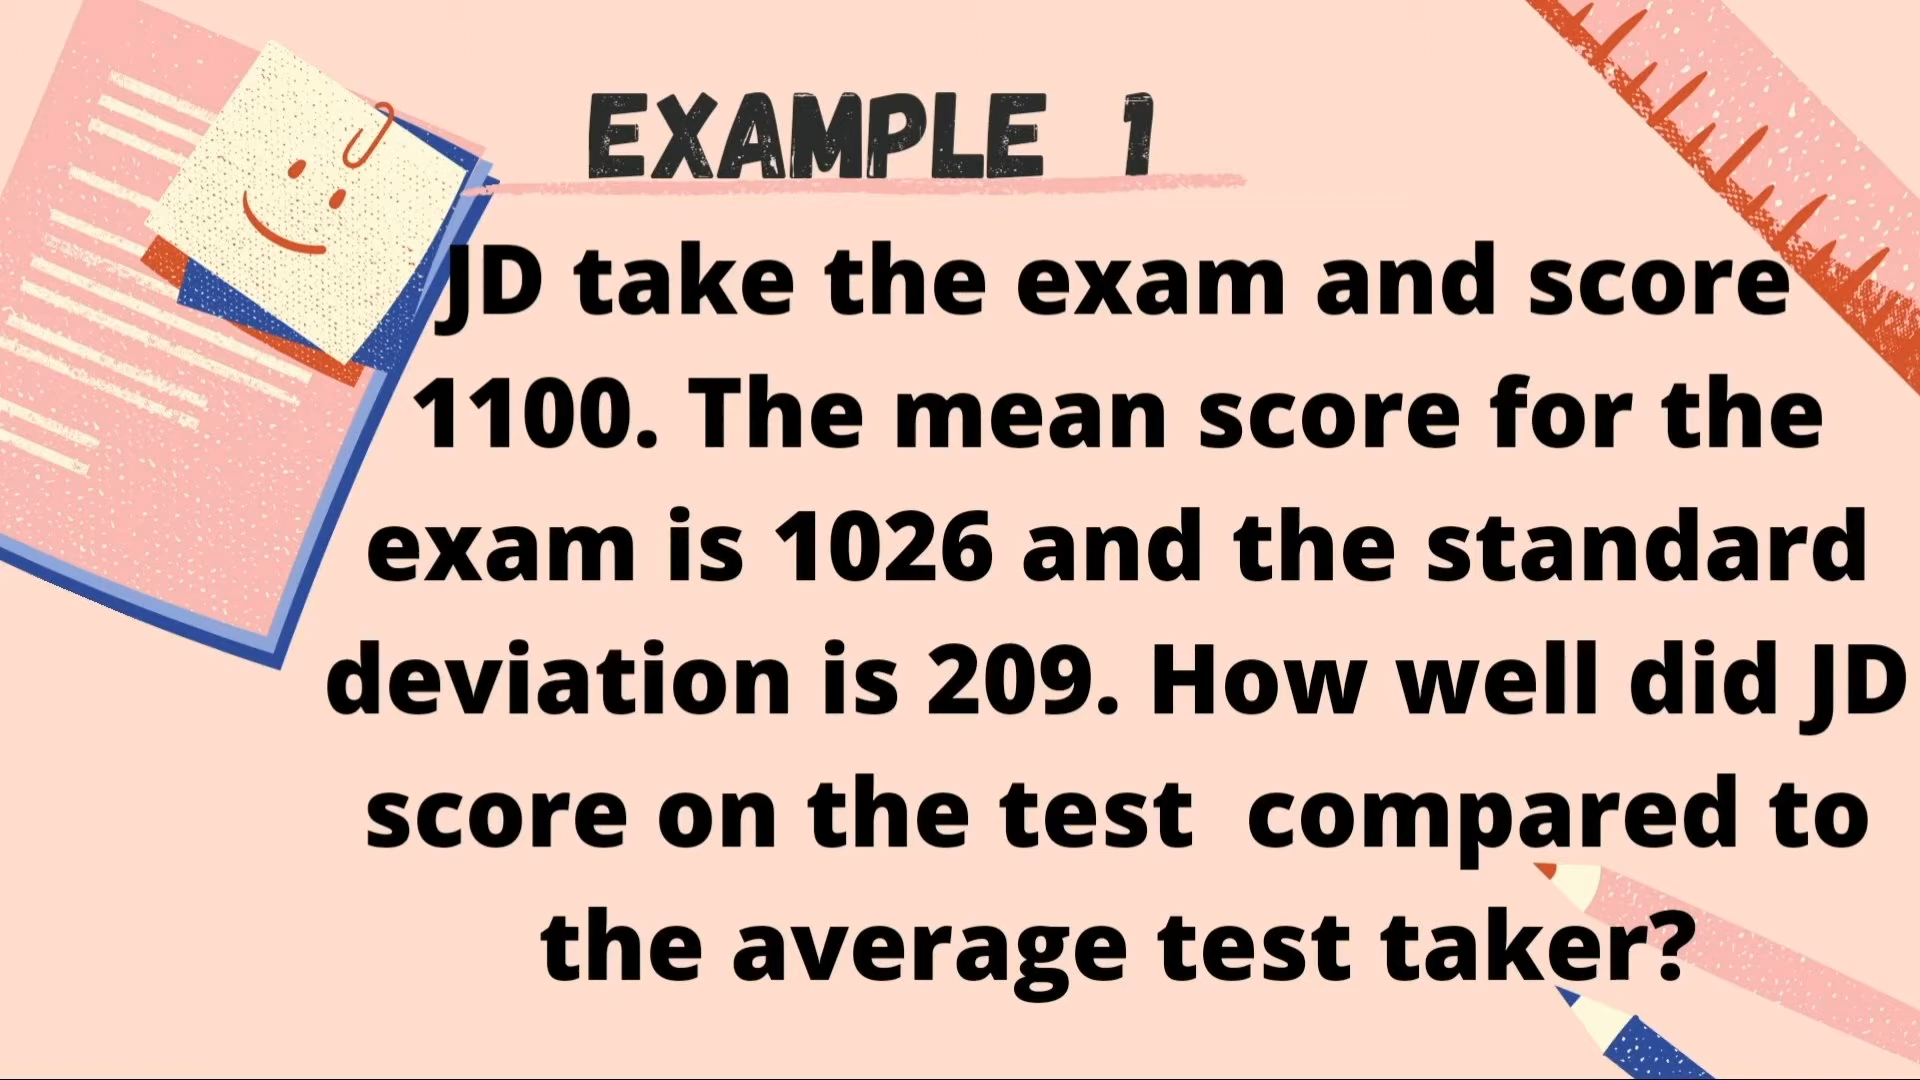 EXAMPLE 1
JD take the exam and score
1100. The mean score for the
exam is 1026 and the standard
deviation is 209. How well did JD
score on the test compared to
the average test taker?